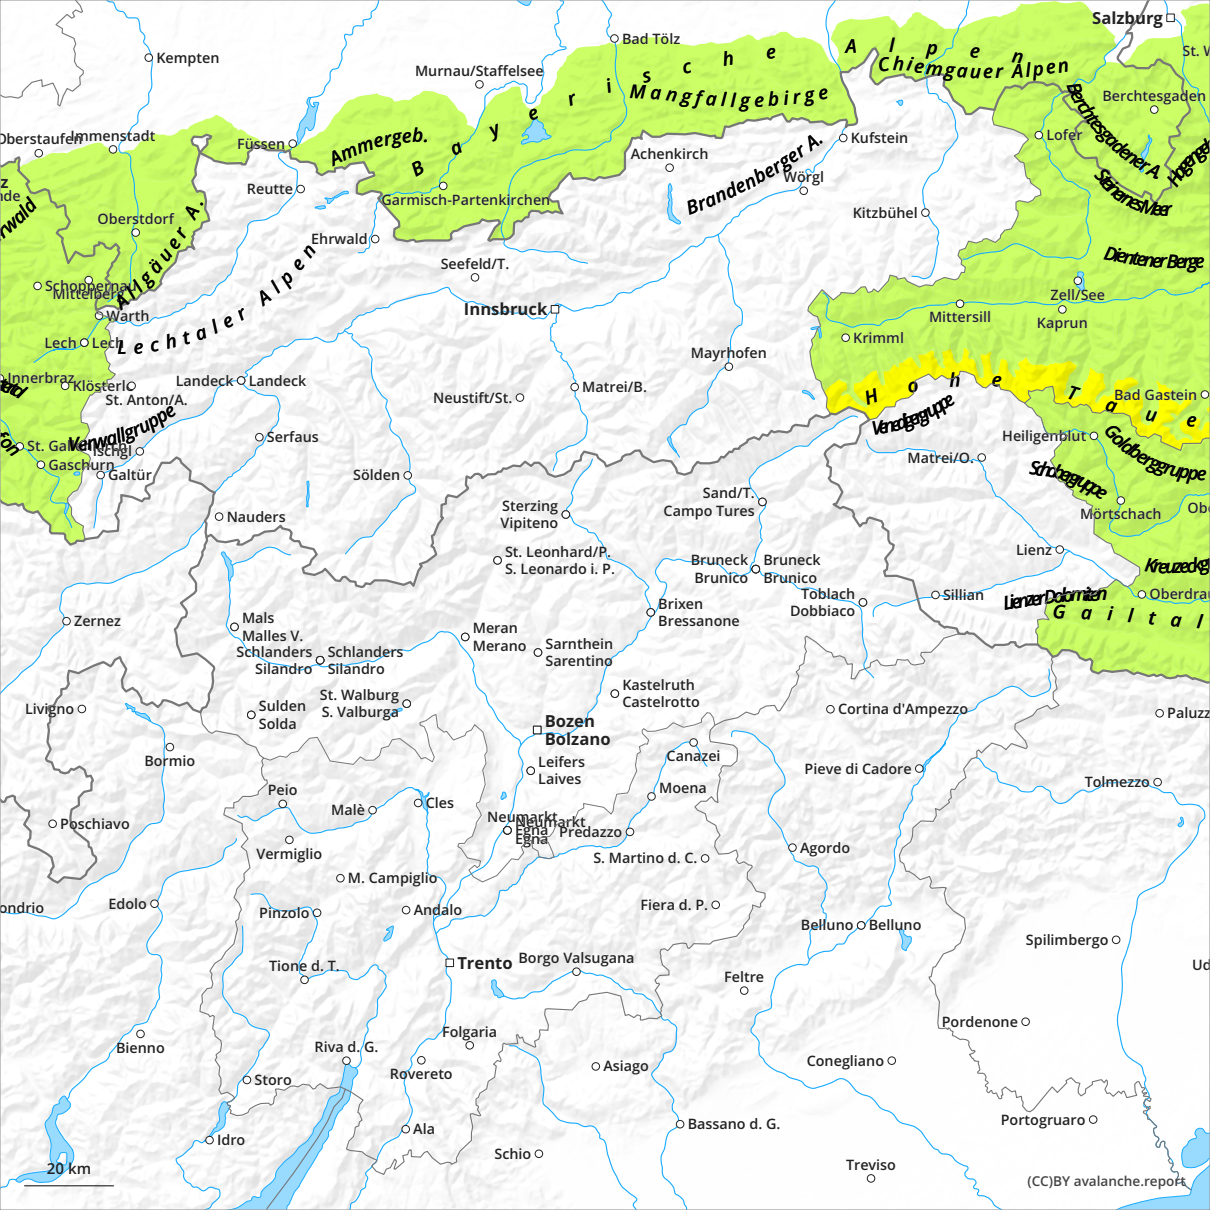 Salzburg
Bad Tölz
Kempten
Murnau/Staffelsee
Bayerische Alpen
Chiemgauer Alpen
Mangfallgebirge
Berchtesgaden
Berchtesgadener A.
Oberstaufen
Immenstadt
Füssen
Ammergeb.
Achenkirch
Brandenberger A.
Kufstein
Lofer
Reutte
Garmisch-Partenkirchen
Wörgl
Steinernes Meer
Oberstdorf
Allgäuer A.
Ehrwald
Kitzbühel
Seefeld/T.
Dientener Berge
Mittelberg
Warth
Lechtaler Alpen
Innsbruck
Zell/See
Mittersill
Kaprun
Lech
Lech
Krimml
Mayrhofen
Innerbraz
St. Anton/A.
Landeck
Landeck
Neustift/St.
Matrei/B.
Hohe Taue
Bad Gastein
Verwallgruppe
Venedigergruppe
Serfaus
Heiligenblut
Goldberggruppe
Ischgl
Gaschurn
Galtür
Sölden
Matrei/O.
Schobergruppe
Mörtschach
Nauders
Sterzing
Vipiteno
Sand/T.
Campo Tures
St. Leonhard/P.
S. Leonardo i. P.
Bruneck
Brunico
Bruneck
Brunico
Lienz
Toblach
Dobbiaco
Sillian
Lienzer Dolomiten
Gailtal
Zernez
Mals
Malles V.
Schlanders
Silandro
Schlanders
Silandro
Meran
Merano
Sarnthein
Sarentino
Brixen
Bressanone
Kastelruth
Castelrotto
St. Walburg
S. Valburga
Sulden
Solda
Livigno
Bozen
Bolzano
Cortina d'Ampezzo
Bormio
Leifers
Laives
Canazei
Pieve di Cadore
Tolmezzo
Peio
Malè
Cles
Moena
Poschiavo
Neumarkt
Egna
Neumarkt
Egna
Predazzo
Vermiglio
S. Martino d. C.
Agordo
M. Campiglio
Edolo
Pinzolo
Andalo
Fiera d. P.
Belluno
Belluno
Spilimbergo
Tione d. T.
Trento
Borgo Valsugana
Feltre
Pordenone
Bienno
Folgaria
Riva d. G.
Rovereto
Asiago
Conegliano
Storo
Idro
Ala
Bassano d. G.
Portogruaro
Schio
Treviso
20 km
(CC)BY avalanche.report